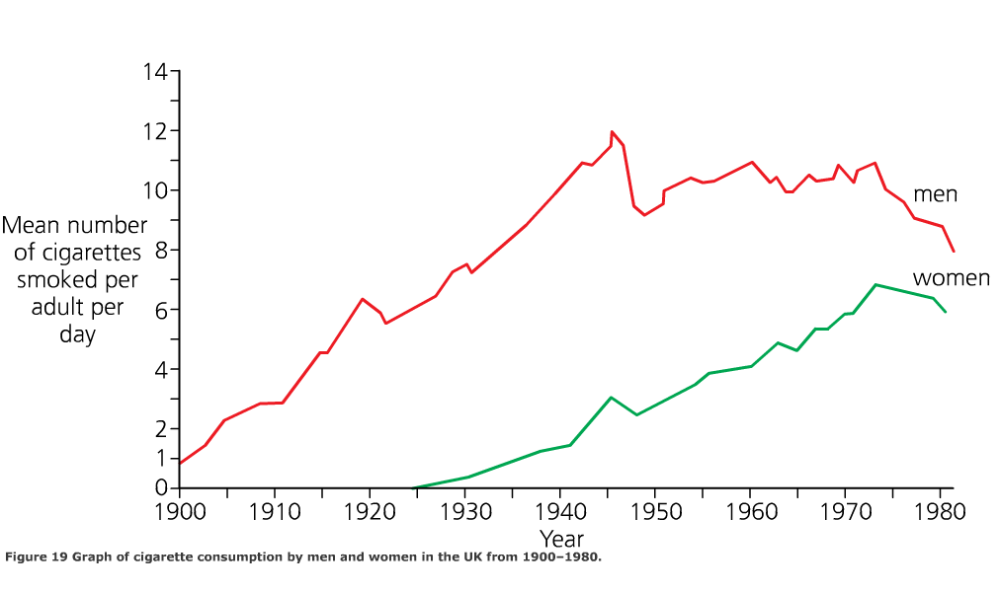 14
12
10
8
6
4
2
1
0
Mean number
of cigarettes
smoked per
adult per
day
men
women
1900 1910 1920 1930 1940 1950 1960 1970 1980
Year
Figure 19 Graph of cigarette consumption by men and women in the UK from 1900–1980.